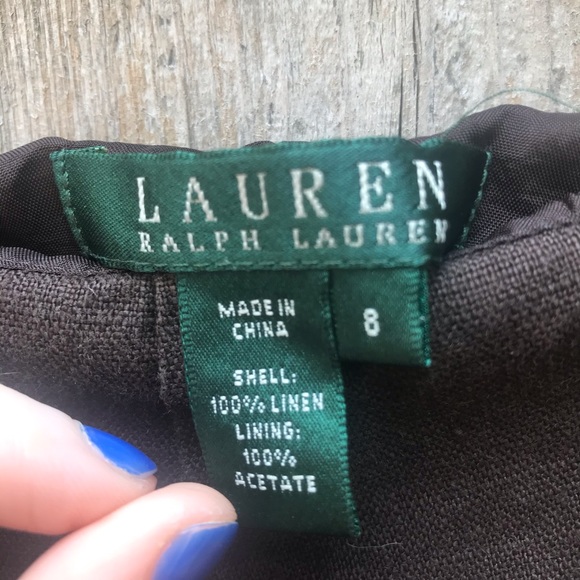 LAUREN
RALPH LAUREN
MADE IN
CHINA
8
SHELL:
100% LINEN
LINING:
100%
ACETATE